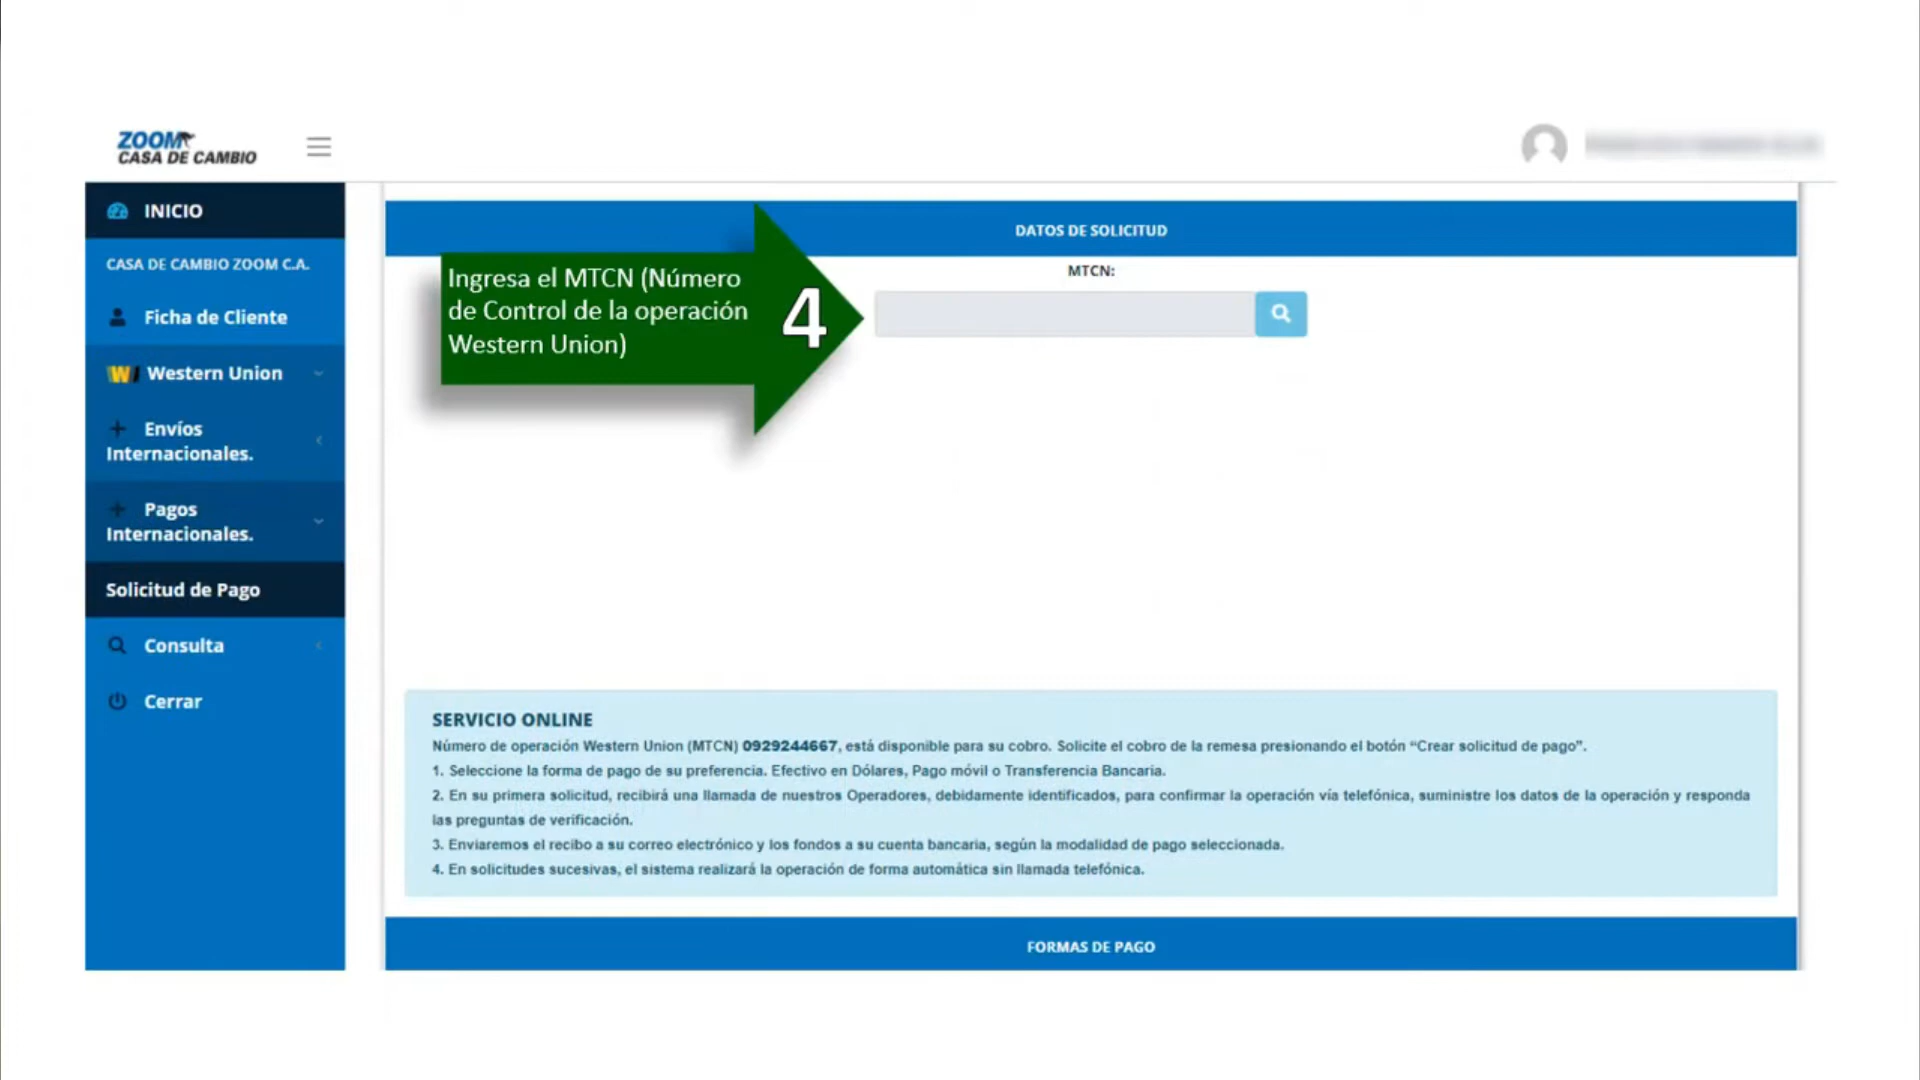 ZOOM
CASA DE CAMBIO
INICIO
CASA DE CAMBIO ZOOM C.A.
Ficha de Cliente
Western Union
Envíos
Internacionales.
Pagos
Internacionales.
Solicitud de Pago
Consulta
Cerrar
DATOS DE SOLICITUD
MTCN:
Ingresa el MTCN (Número
de Control de la operación
Western Union)
4
SERVICIO ONLINE
Número de operación Western Union (MTCN) 0929244667, está disponible para su cobro. Solicite el cobro de la remesa presionando el botón “Crear solicitud de pago”.
1. Seleccione la forma de pago de su preferencia. Efectivo en Dólares, Pago móvil o Transferencia Bancaria.
2. En su primera solicitud, recibirá una llamada de nuestros Operadores, debidamente identificados, para confirmar la operación vía telefónica, suministre los datos de la operación y responda
las preguntas de verificación.
3. Enviaremos el recibo a su correo electrónico y los fondos a su cuenta bancaria, según la modalidad de pago seleccionada.
4. En solicitudes sucesivas, el sistema realizará la operación de forma automática sin llamada telefónica.
FORMAS DE PAGO